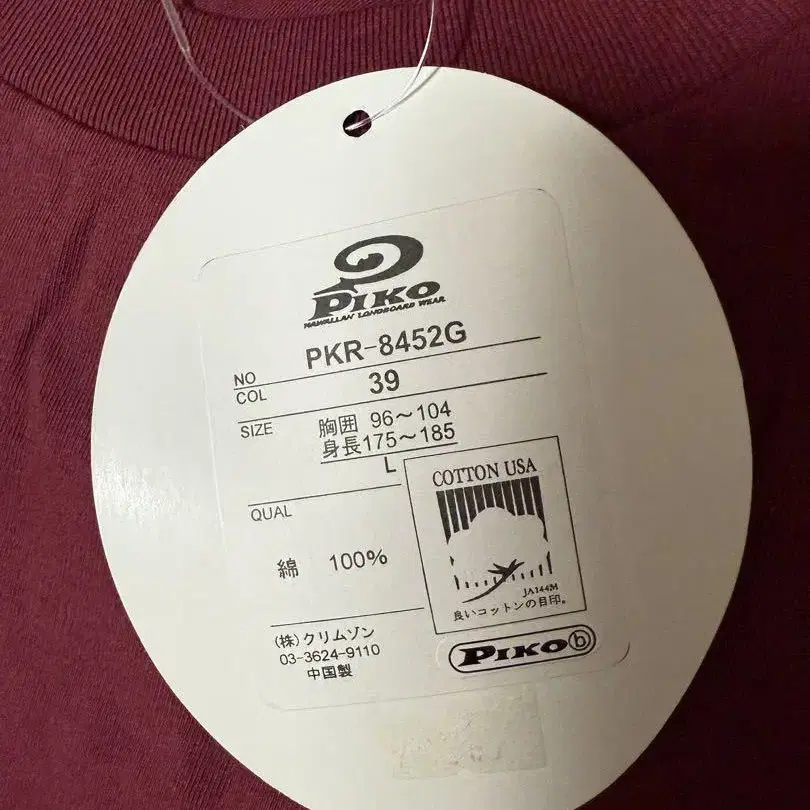 PIKO
HAWAIIAN LONGBOARD WEAR
NO PKR-8452G
COL 39
SIZE 胸囲 96～104
身長175～185
L
COTTON USA
JA144M
良いコットンの目印。
QUAL
綿 100%
(株)クリムゾン
03-3624-9110
中国製
PIKO b